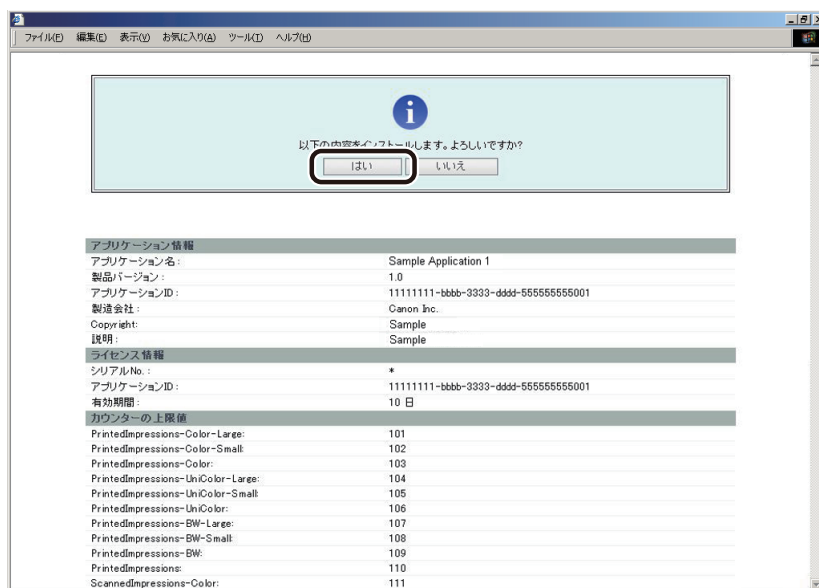 ファイル(F) 編集(E) 表示(V) お気に入り(A) ツール(T) ヘルプ(H)
以下の内容をインストールします。よろしいですか?
はい いいえ
アプリケーション情報
アプリケーション名: Sample Application 1
製品バージョン: 1.0
アプリケーションID: 11111111-bbbb-3333-dddd-555555555001
製造会社: Canon Inc.
Copyright: Sample
説明: Sample
ライセンス情報
シリアルNo.: *
アプリケーションID: 11111111-bbbb-3333-dddd-555555555001
有効期間: 10 日
カウンターの上限値
PrintedImpressions-Color-Large: 101
PrintedImpressions-Color-Small: 102
PrintedImpressions-Color: 103
PrintedImpressions-UniColor-Large: 104
PrintedImpressions-UniColor-Small: 105
PrintedImpressions-UniColor: 106
PrintedImpressions-BW-Large: 107
PrintedImpressions-BW-Small: 108
PrintedImpressions-BW: 109
PrintedImpressions: 110
ScannedImpressions-Color: 111